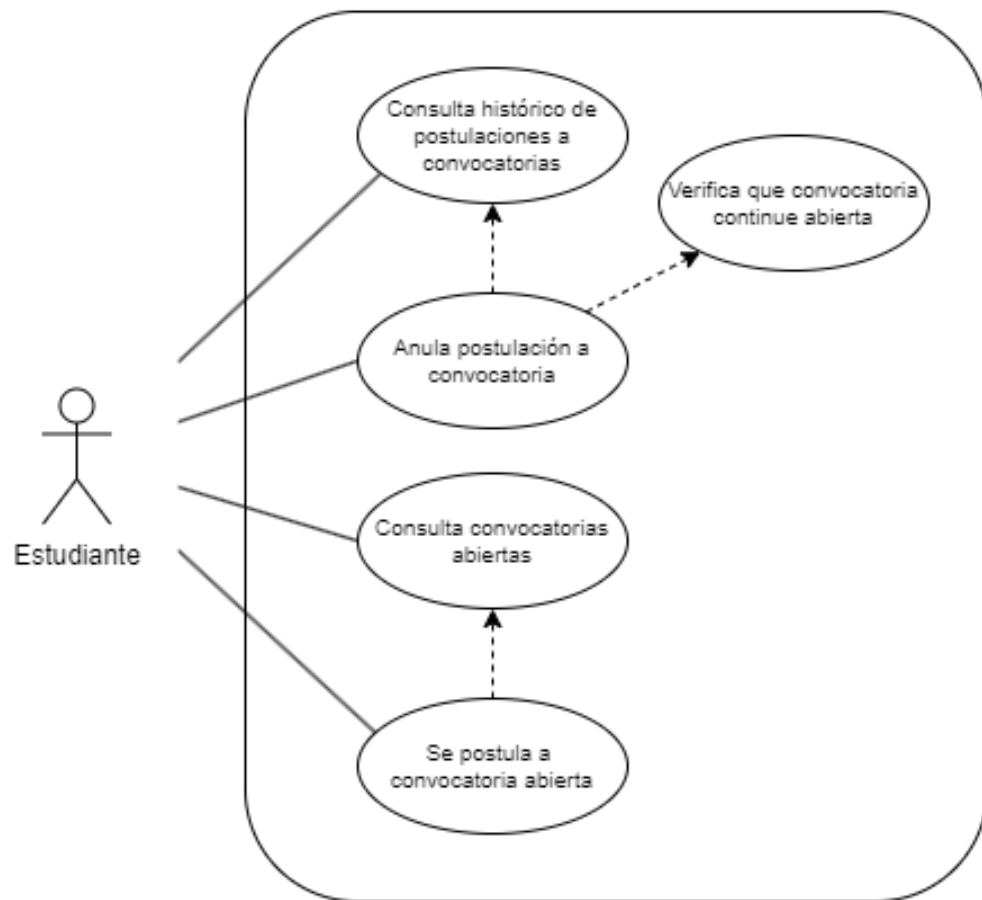 Consulta histórico de
postulaciones a
convocatorias
Verifica que convocatoria
continue abierta
Anula postulación a
convocatoria
Consulta convocatorias
abiertas
Estudiante
Se postula a
convocatoria abierta